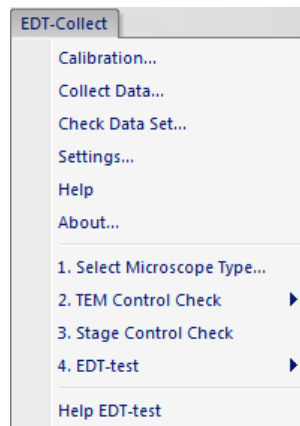 EDT-Collect
Calibration...
Collect Data...
Check Data Set...
Settings...
Help
About...
1. Select Microscope Type...
2. TEM Control Check
3. Stage Control Check
4. EDT-test
Help EDT-test